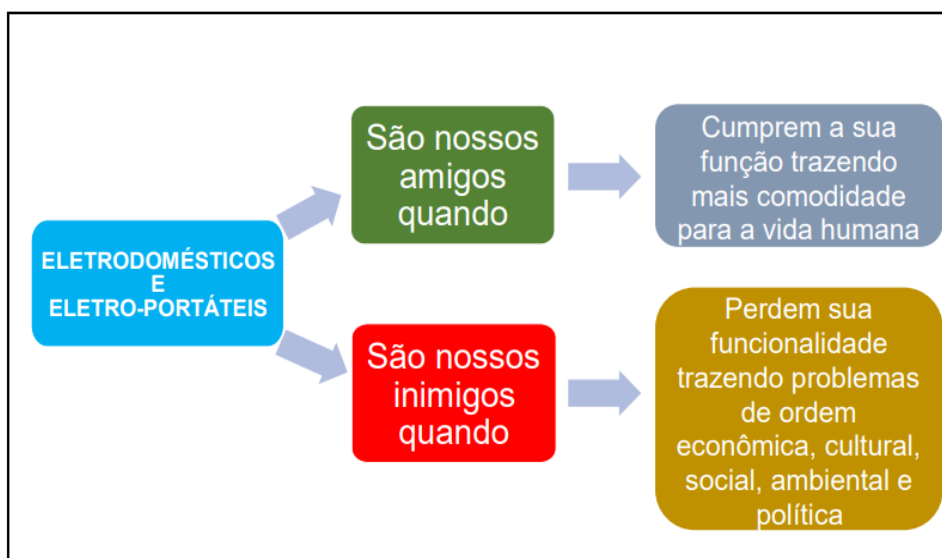 ELETRODOMÉSTICOS
E
ELETRO-PORTÁTEIS
São nossos
amigos
quando
Cumprem a sua
função trazendo
mais comodidade
para a vida humana
São nossos
inimigos
quando
Perdem sua
funcionalidade
trazendo problemas
de ordem
econômica, cultural,
social, ambiental e
política